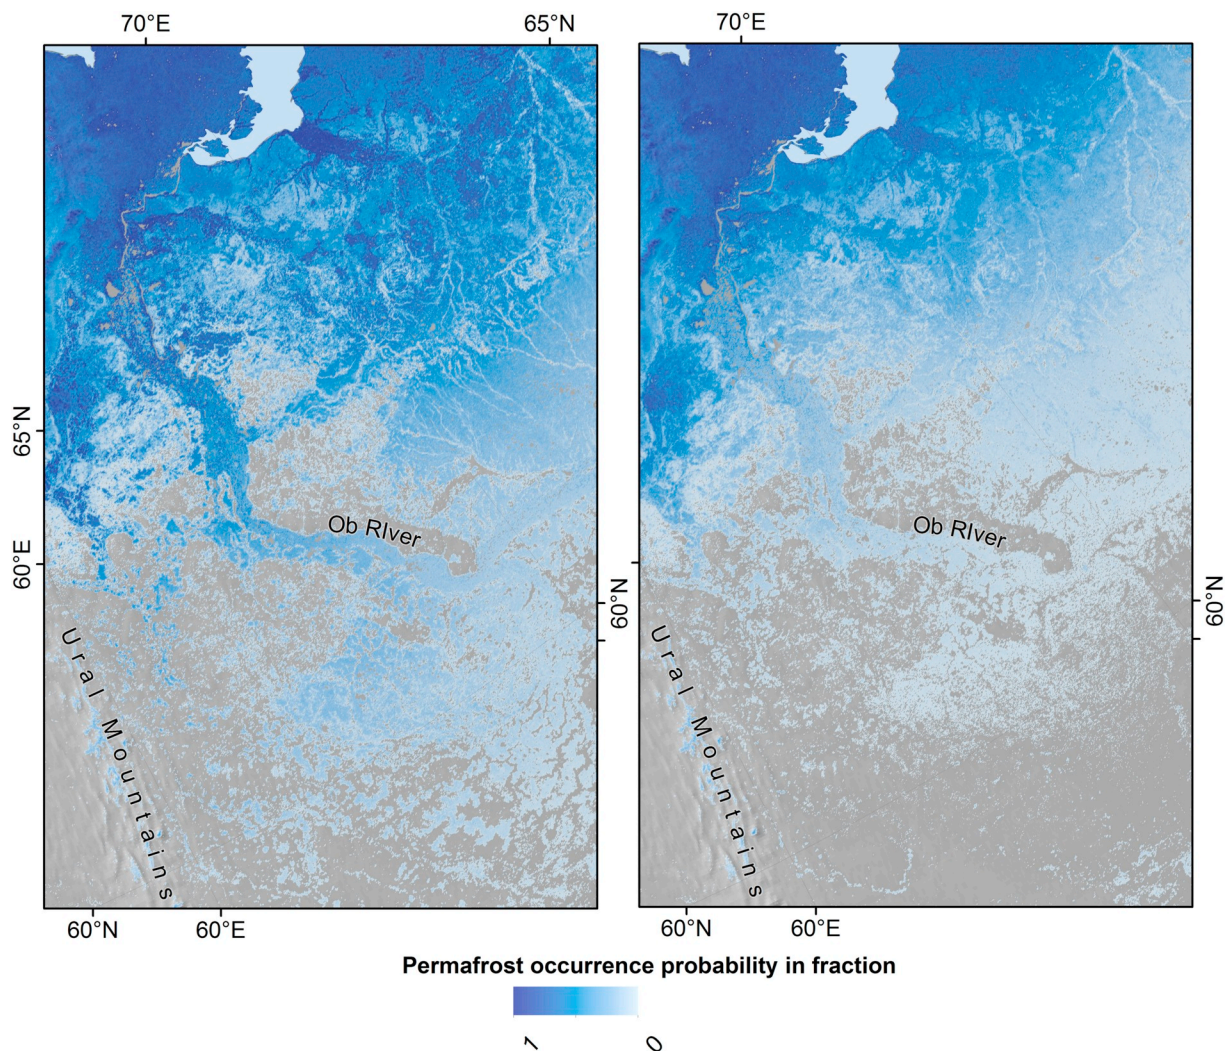 70°E
65°N
70°E
65°N
60°E
60°N
60°N
Ob RIver
Ob RIver
Ural Mountains
Ural Mountains
60°N
60°E
60°N
60°E
Permafrost occurrence probability in fraction
1
0